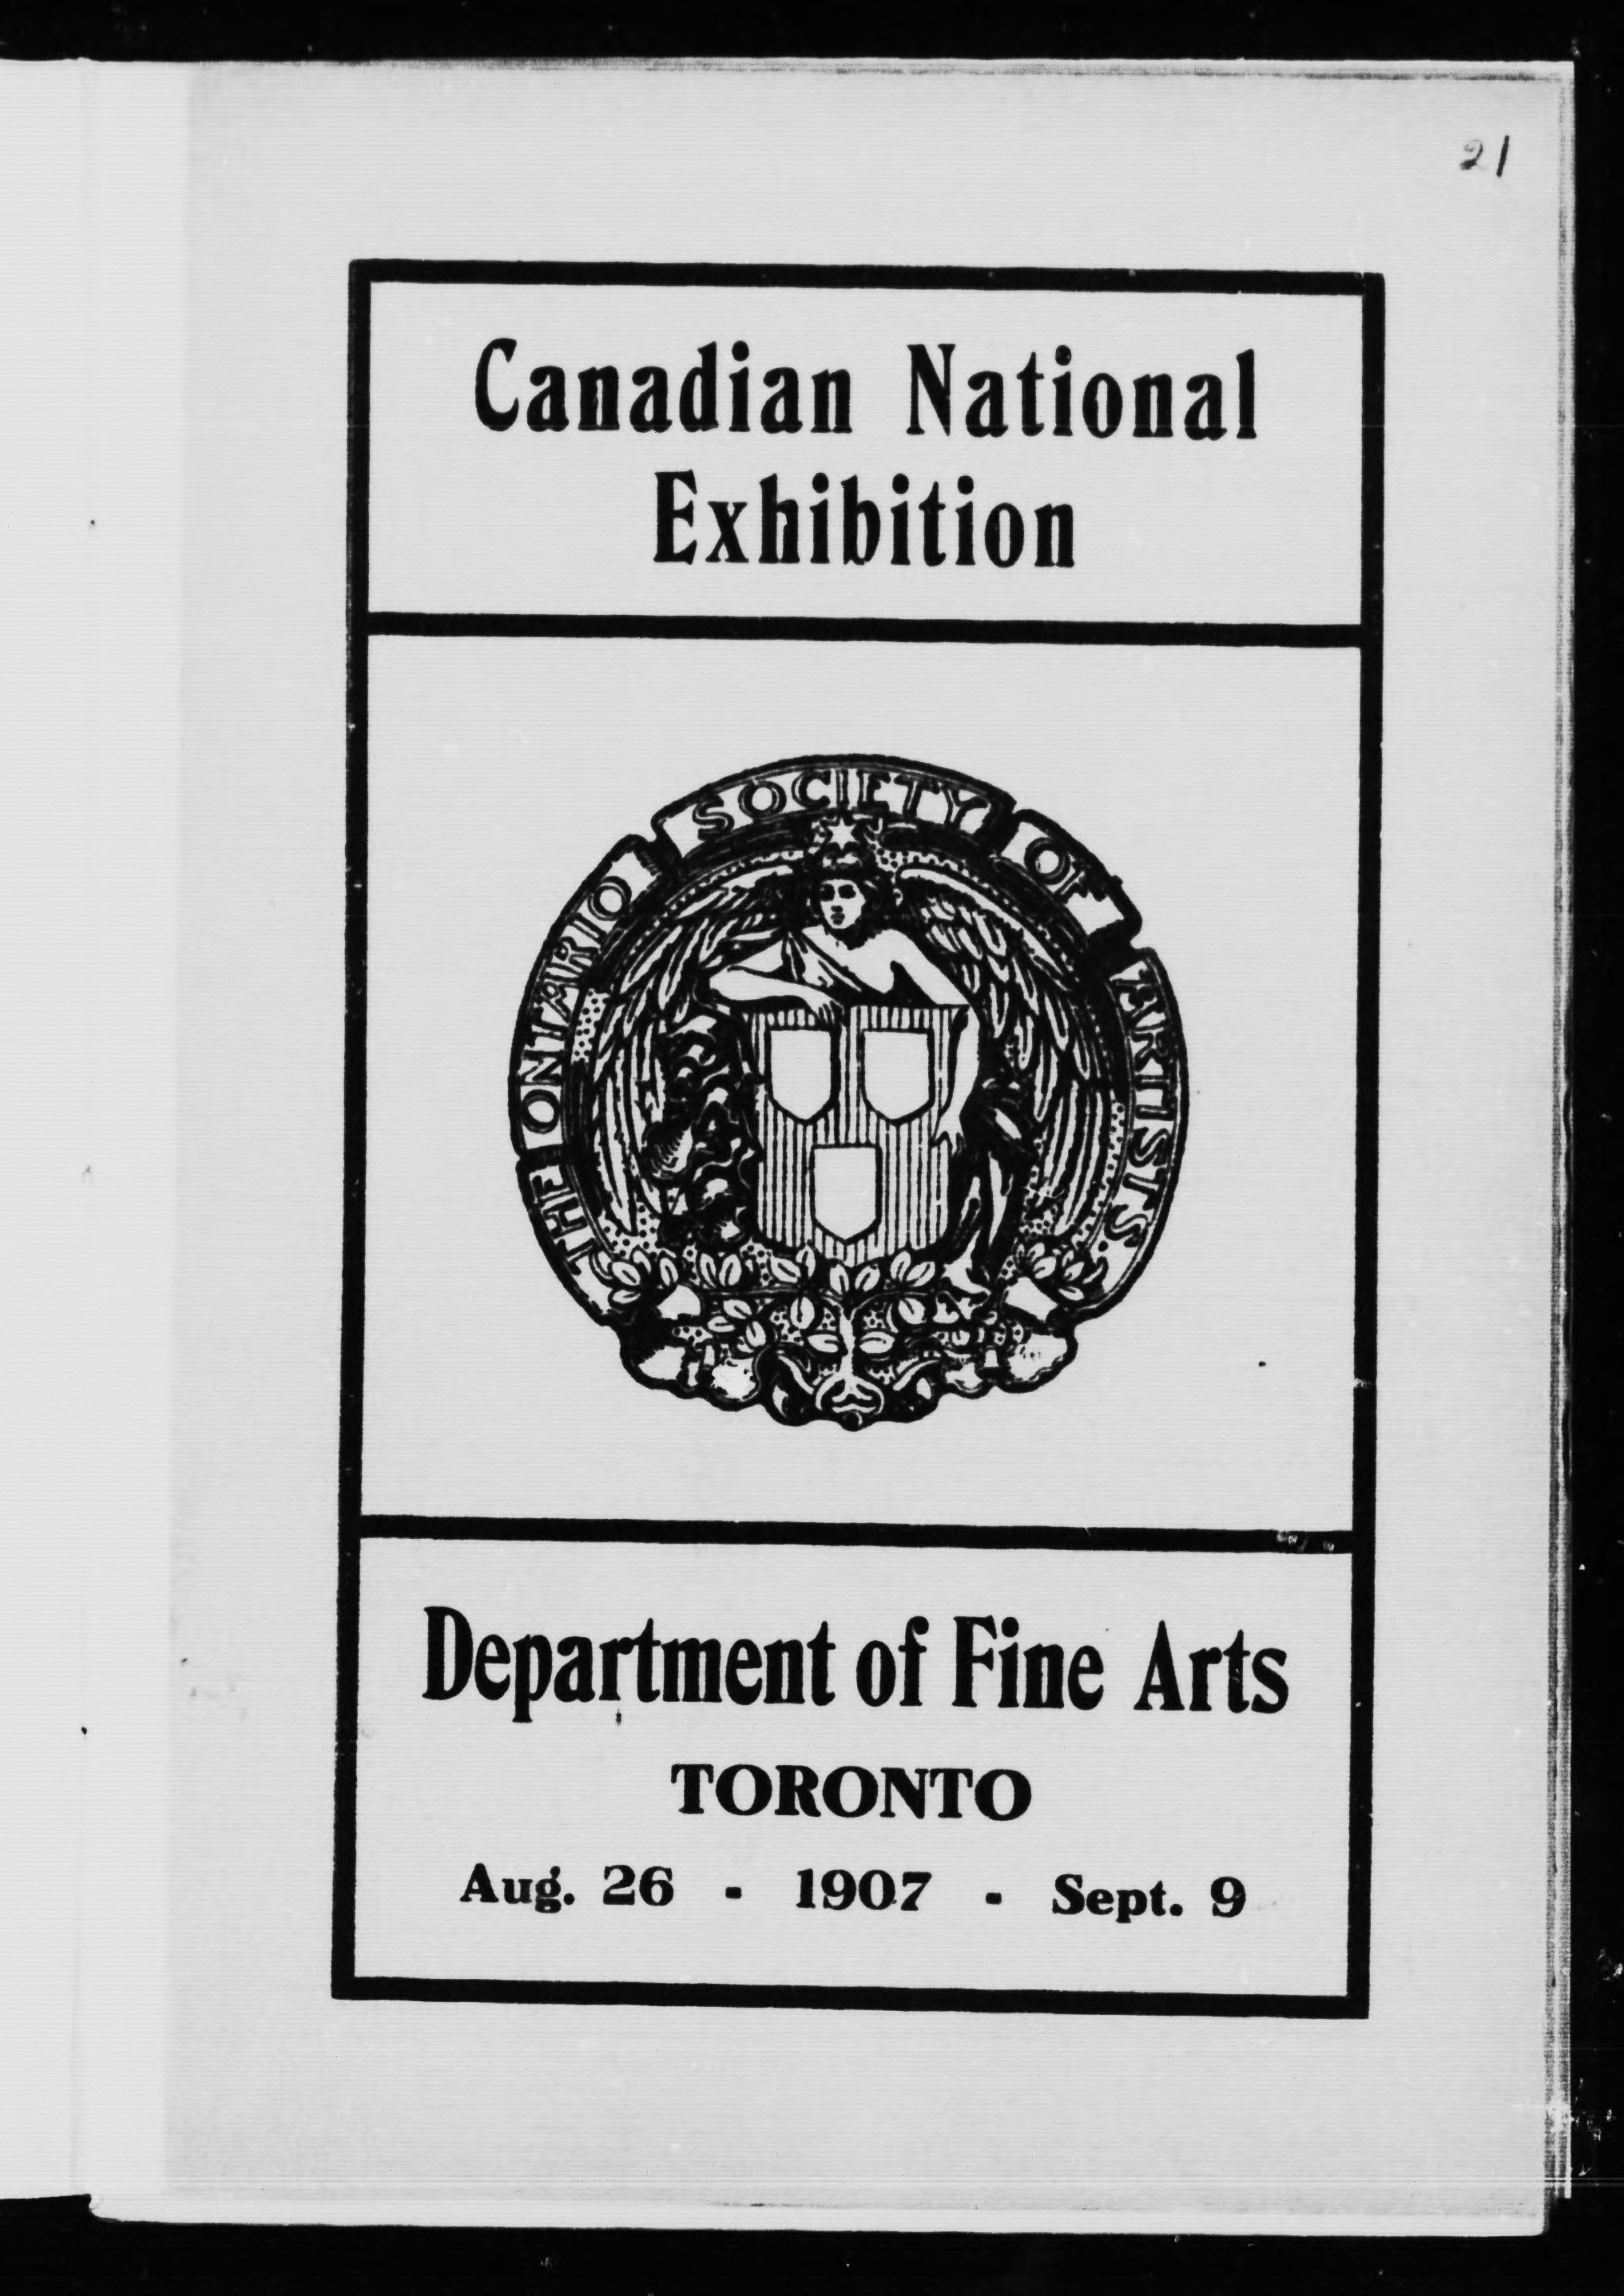 21
Canadian National
Exhibition
THE ONTARIO SOCIETY OF ARTISTS.
Department of Fine Arts
TORONTO
Aug. 26 - 1907 - Sept. 9